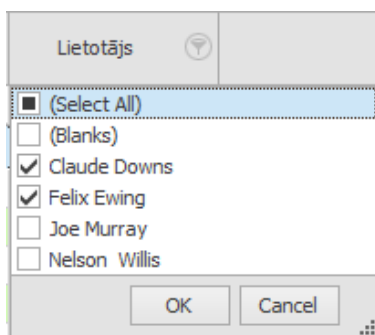 Lietotājs
(Select All)
(Blanks)
Claude Downs
Felix Ewing
Joe Murray
Nelson  Willis
OK Cancel